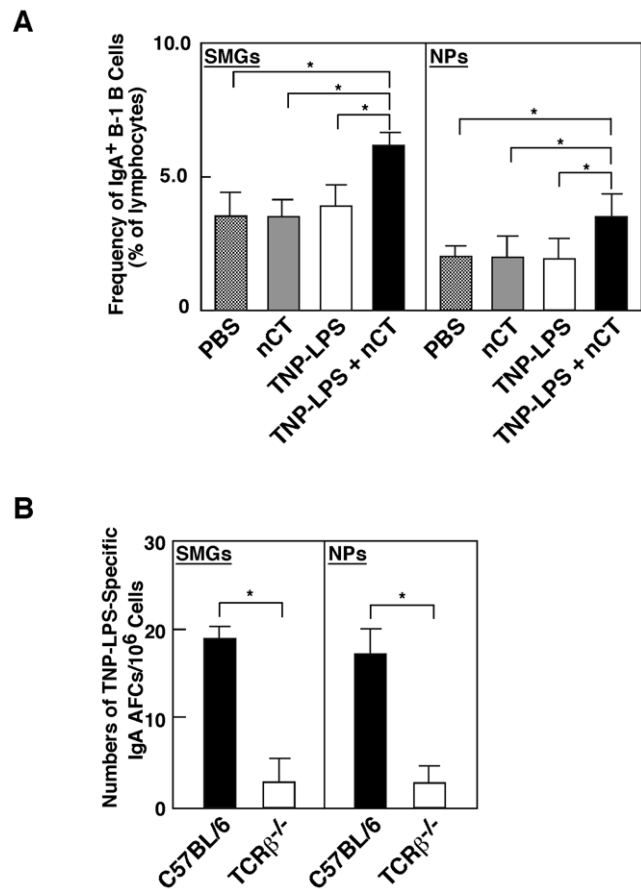 A
Frequency of IgA+ B-1 B Cells
(% of lymphocytes)
10.0
5.0
0
SMGs
NPs
*
*
*
*
*
*
PBS
nCT
TNP-LPS
TNP-LPS + nCT
PBS
nCT
TNP-LPS
TNP-LPS + nCT
B
Numbers of TNP-LPS-Specific
IgA AFCs/10⁶ Cells
30
20
10
0
SMGs
NPs
*
*
C57BL/6
TCRβ-/-
C57BL/6
TCRβ-/-